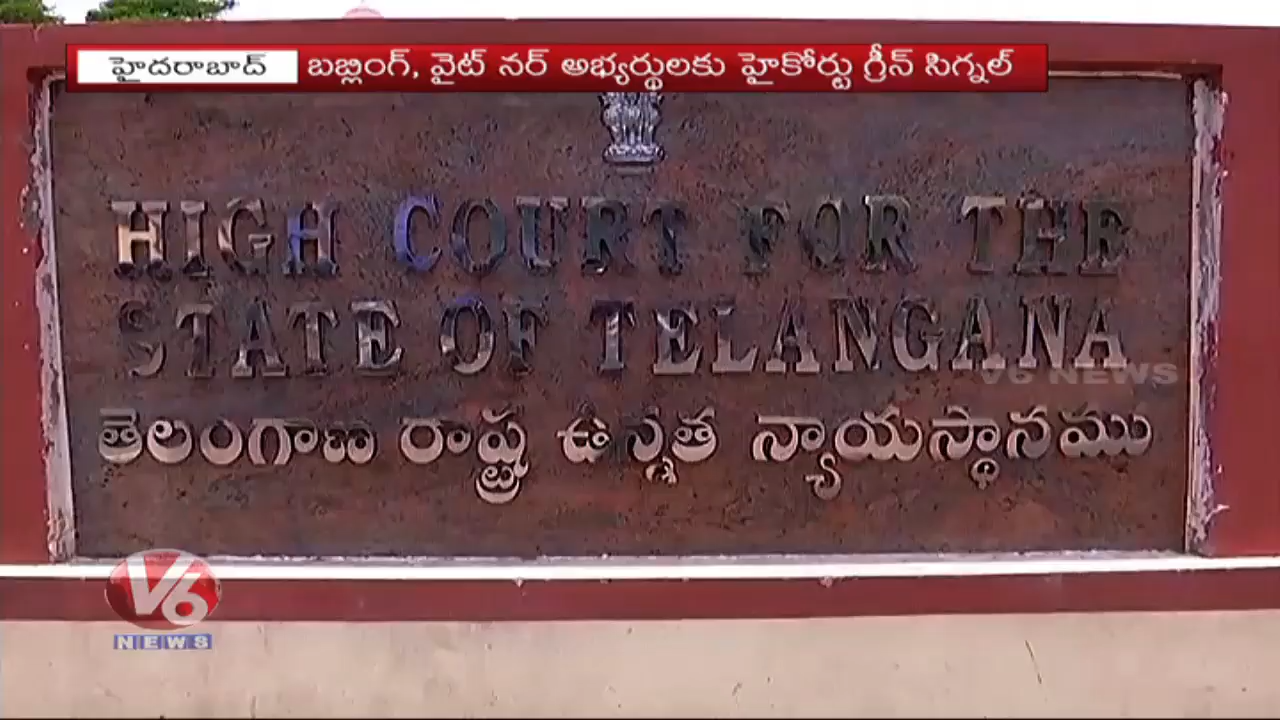 హైదరాబాద్ బబ్లింగ్, వైట్ నర్ అభ్యర్థులకు హైకోర్టు గ్రీన్ సిగ్నల్
HIGH COURT FOR THE
STATE OF TELANGANA
V6 NEWS
తెలంగాణ రాష్ట్ర ఉన్నత న్యాయస్థానము
V6
NEWS